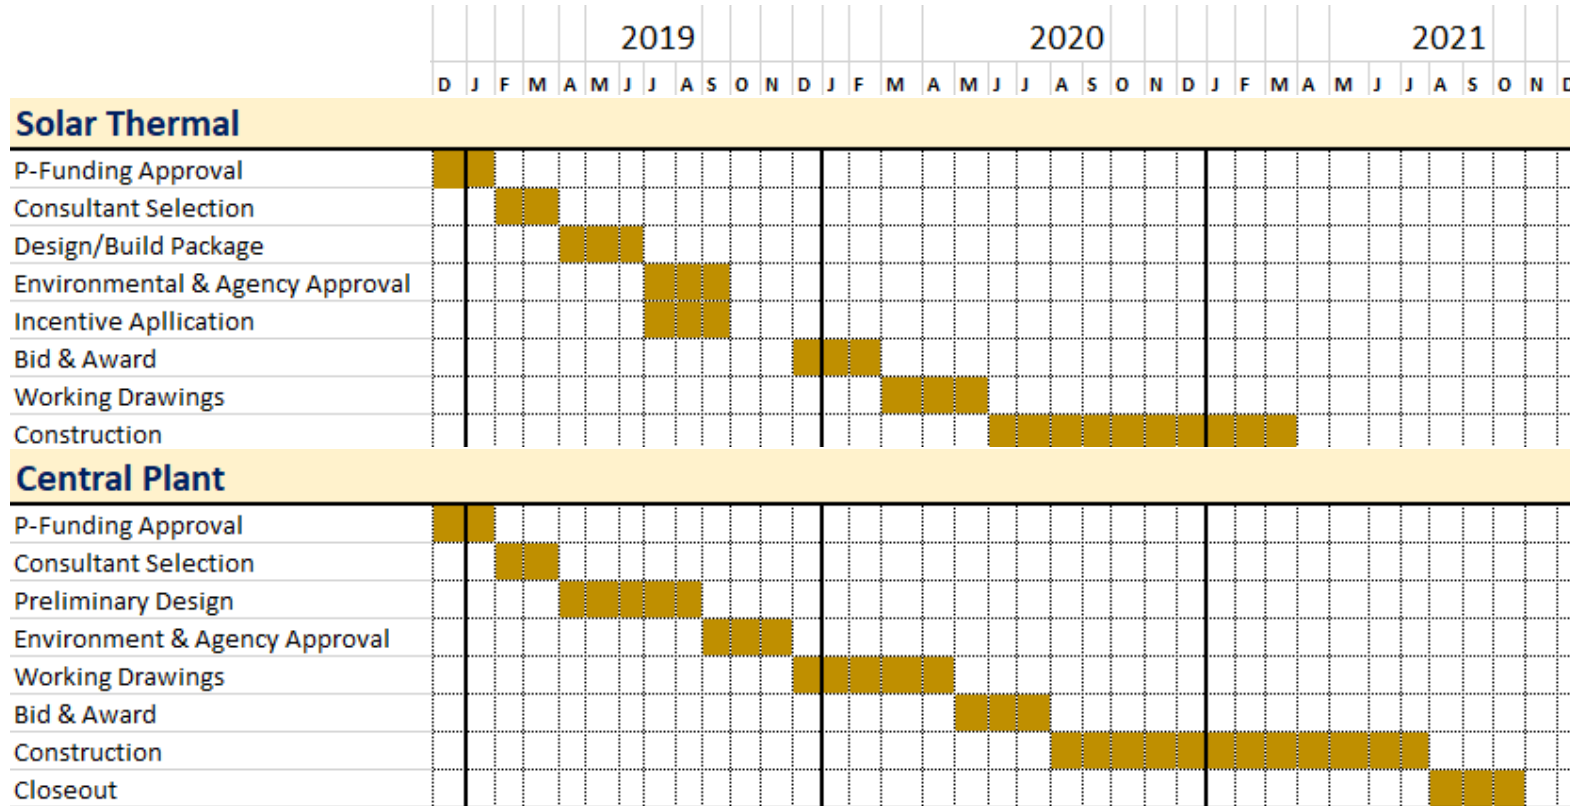 2019 2020 2021
D J F M A M J J A S O N D J F M A M J J A S O N D J F M A M J J A S O N D
Solar Thermal
P-Funding Approval
Consultant Selection
Design/Build Package
Environmental & Agency Approval
Incentive Apllication
Bid & Award
Working Drawings
Construction
Central Plant
P-Funding Approval
Consultant Selection
Preliminary Design
Environment & Agency Approval
Working Drawings
Bid & Award
Construction
Closeout